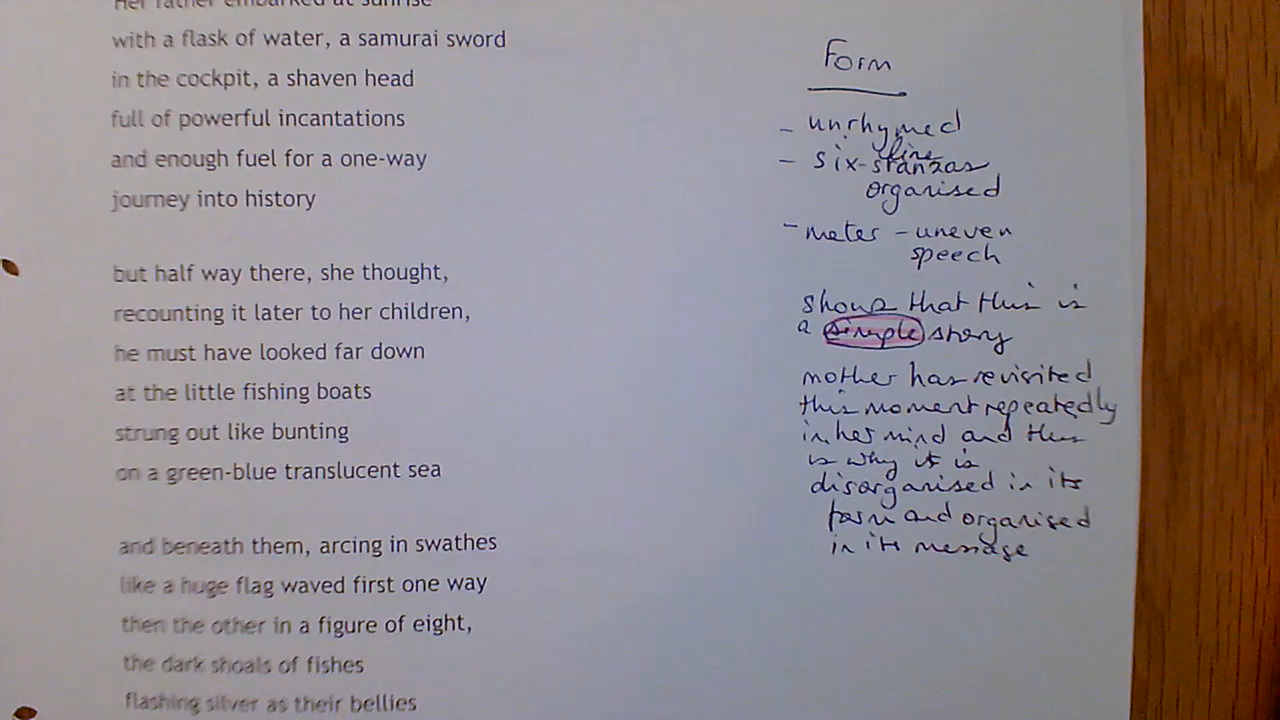 Her father embarked at sunrise
with a flask of water, a samurai sword
in the cockpit, a shaven head
full of powerful incantations
and enough fuel for a one-way
journey into history
but half way there, she thought,
recounting it later to her children,
he must have looked far down
at the little fishing boats
strung out like bunting
on a green-blue translucent sea
and beneath them, arcing in swathes
like a huge flag waved first one way
then the other in a figure of eight,
the dark shoals of fishes
flashing silver as their bellies
Form
- unrhymed
line
- six-stanzas
organised
- meter - uneven
speech
shows that this is
a simple story
mother has revisited
this moment repeatedly
in her mind and this
is why it is
disorganised in its
form and organised
in its message